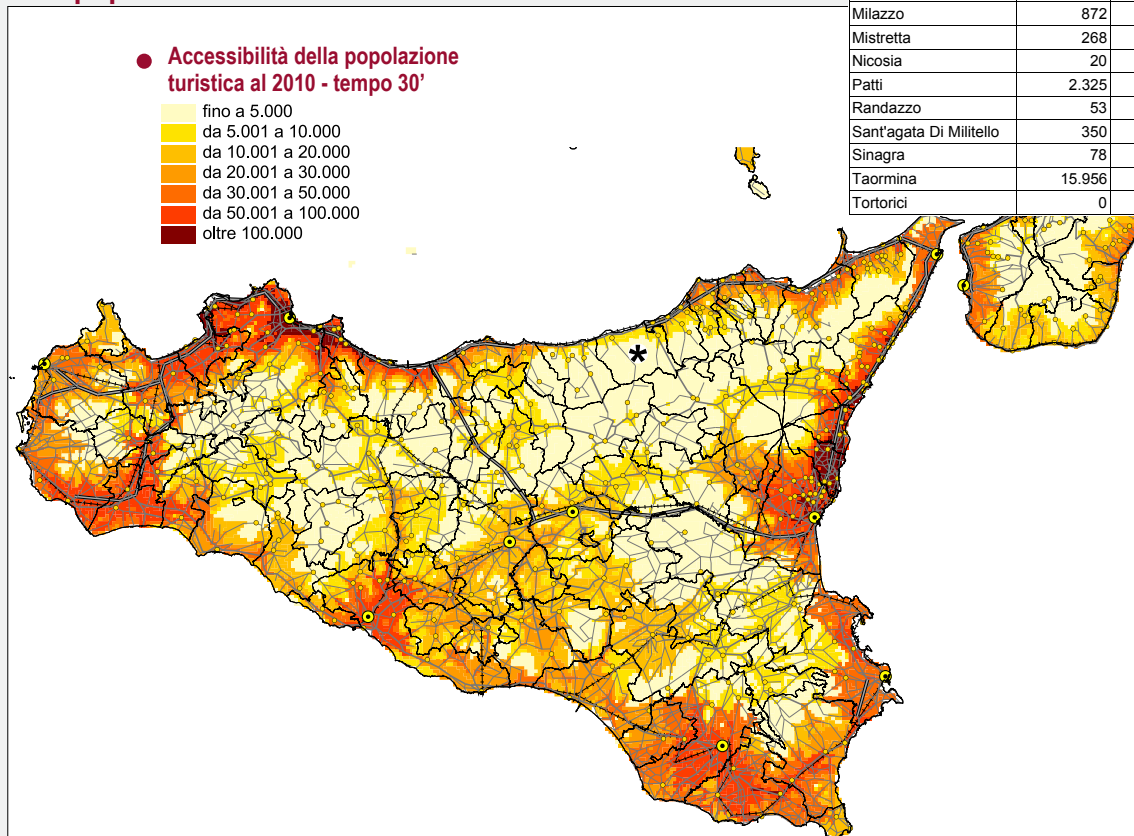 Accessibilità della popolazione
turistica al 2010 - tempo 30'
fino a 5.000
da 5.001 a 10.000
da 10.001 a 20.000
da 20.001 a 30.000
da 30.001 a 50.000
da 50.001 a 100.000
oltre 100.000
Milazzo 872
Mistretta 268
Nicosia 20
Patti 2.325
Randazzo 53
Sant'agata Di Militello 350
Sinagra 78
Taormina 15.956
Tortorici 0
*